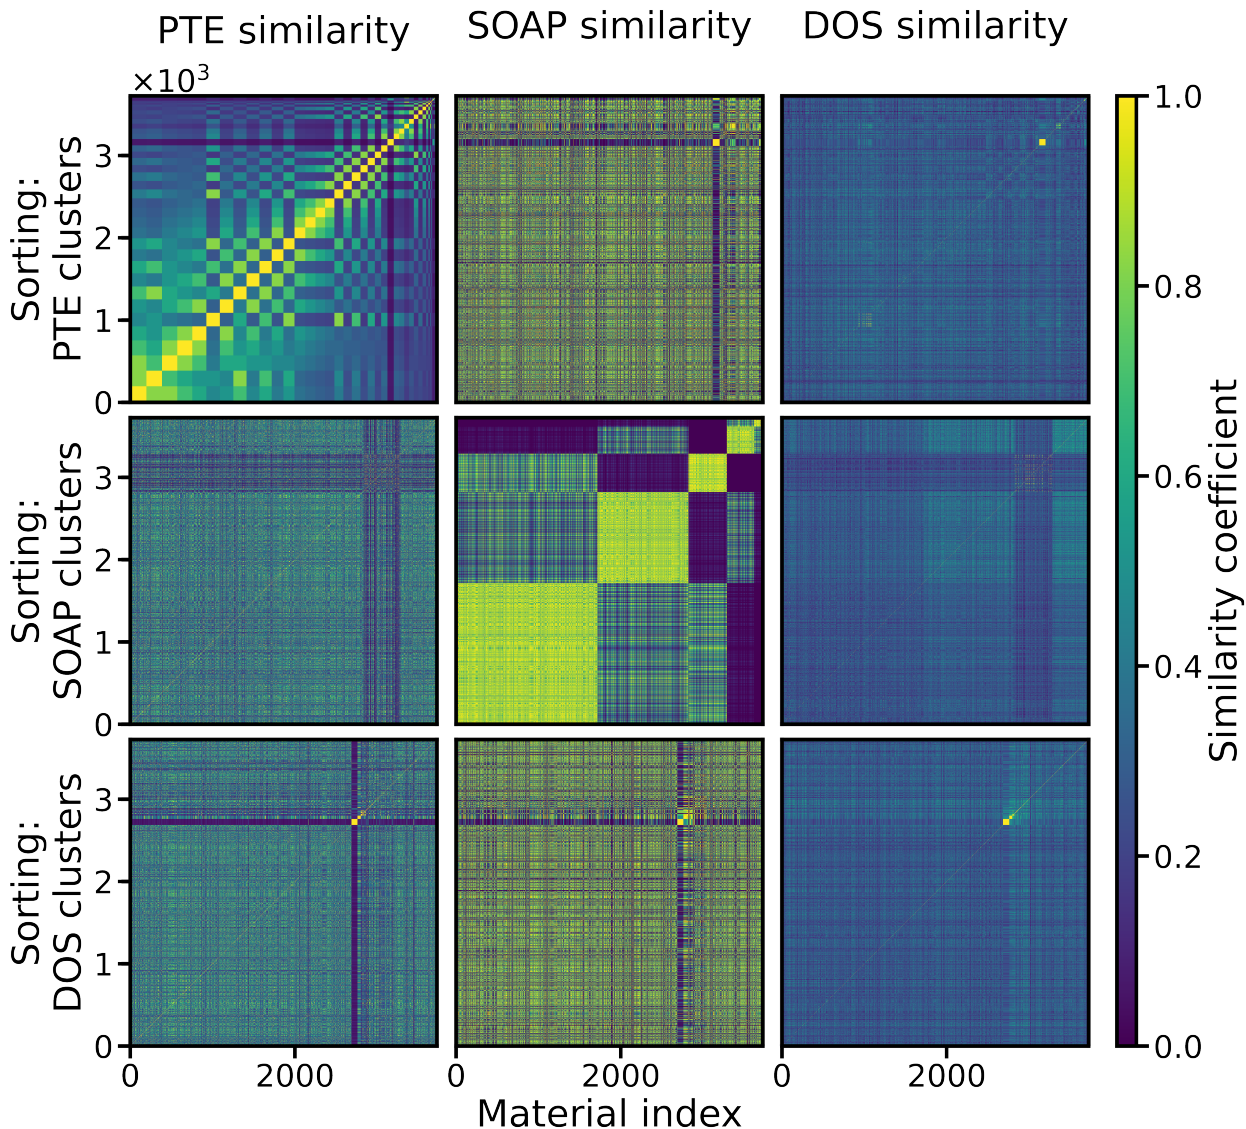 PTE similarity
SOAP similarity
DOS similarity
×10³
Sorting:
PTE clusters
3
2
1
0
Sorting:
SOAP clusters
3
2
1
0
Sorting:
DOS clusters
3
2
1
0
0
2000
0
2000
0
2000
Material index
1.0
0.8
0.6
0.4
0.2
0.0
Similarity coefficient